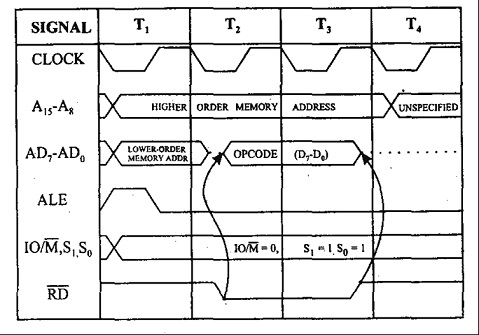 SIGNAL T₁ T₂ T₃ T₄
CLOCK
A₁₅-A₈ HIGHER ORDER MEMORY ADDRESS UNSPECIFIED
AD₇-AD₀ LOWER-ORDER MEMORY ADDR OPCODE (D₇-D₀)
ALE
IO/M̅,S₁,S₀ IO/M̅ = 0, S₁ = 1, S₀ = 1
R̅D̅